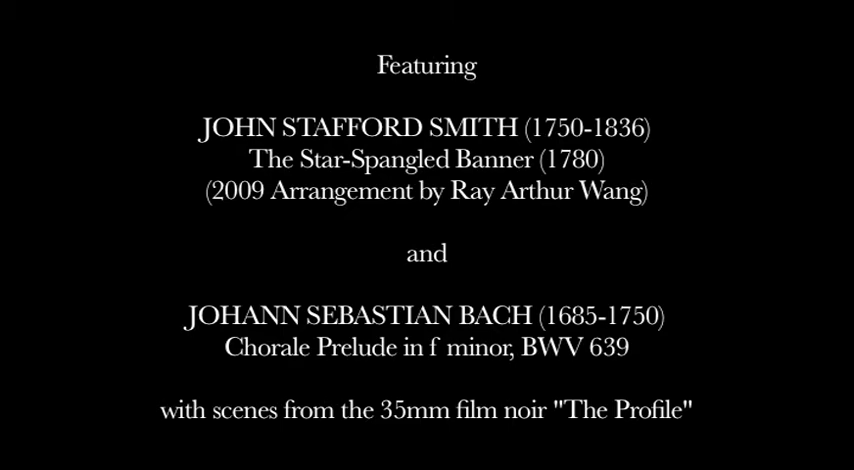 Featuring
JOHN STAFFORD SMITH (1750-1836)
The Star-Spangled Banner (1780)
(2009 Arrangement by Ray Arthur Wang)
and
JOHANN SEBASTIAN BACH (1685-1750)
Chorale Prelude in f minor, BWV 639
with scenes from the 35mm film noir "The Profile"